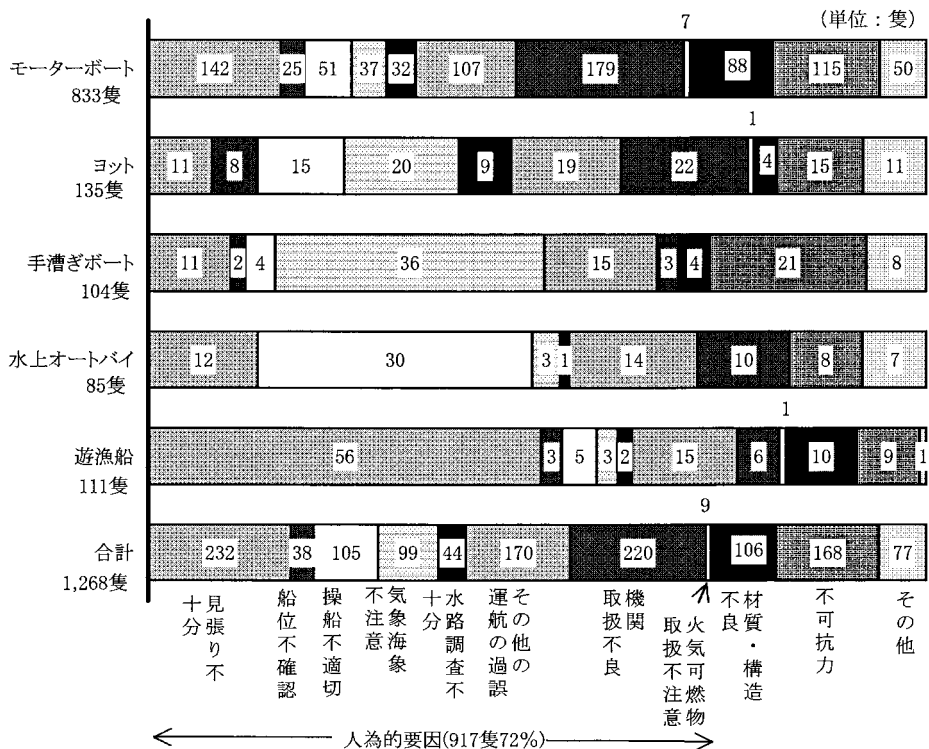 (単位：隻)
7
モーターボート
833隻
142 25 51 37 32 107 179 88 115 50
1
ヨット
135隻
11 8 15 20 9 19 22 4 15 11
手漕ぎボート
104隻
11 2 4 36 15 3 4 21 8
水上オートバイ
85隻
12 30 3 1 14 10 8 7
1
遊漁船
111隻
56 3 5 3 2 15 6 10 9 1
9
合計
1,268隻
232 38 105 99 44 170 220 106 168 77
見張り不
十分
船位不確認
操船不適切
気象海象
不注意
水路調査不
十分
その他の
運航の過誤
機関
取扱不良
火気可燃物
取扱不注意
材質・構造
不良
不可抗力
その他
人為的要因(917隻72%)